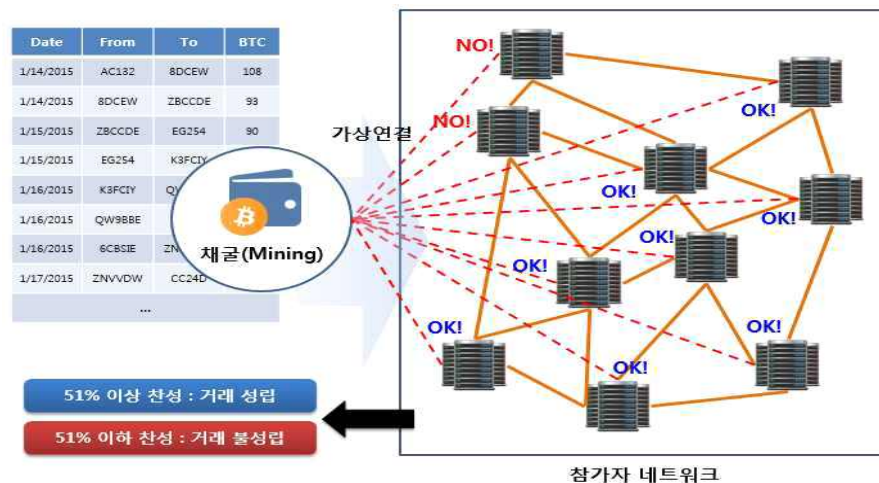 Date From To BTC
1/14/2015 AC132 8DCEW 108
1/14/2015 8DCEW ZBCCDE 93
1/15/2015 ZBCCDE EG254 90
1/15/2015 EG254 K3FCIY
1/16/2015 K3FCIY
1/16/2015 QW9BBE
1/16/2015 6CBSIE
1/17/2015 ZNVVDW CC24D
...
채굴(Mining)
가상연결
NO!
NO!
OK!
OK!
OK!
OK!
OK!
OK!
OK!
OK!
51% 이상 찬성 : 거래 성립
51% 이하 찬성 : 거래 불성립
참가자 네트워크